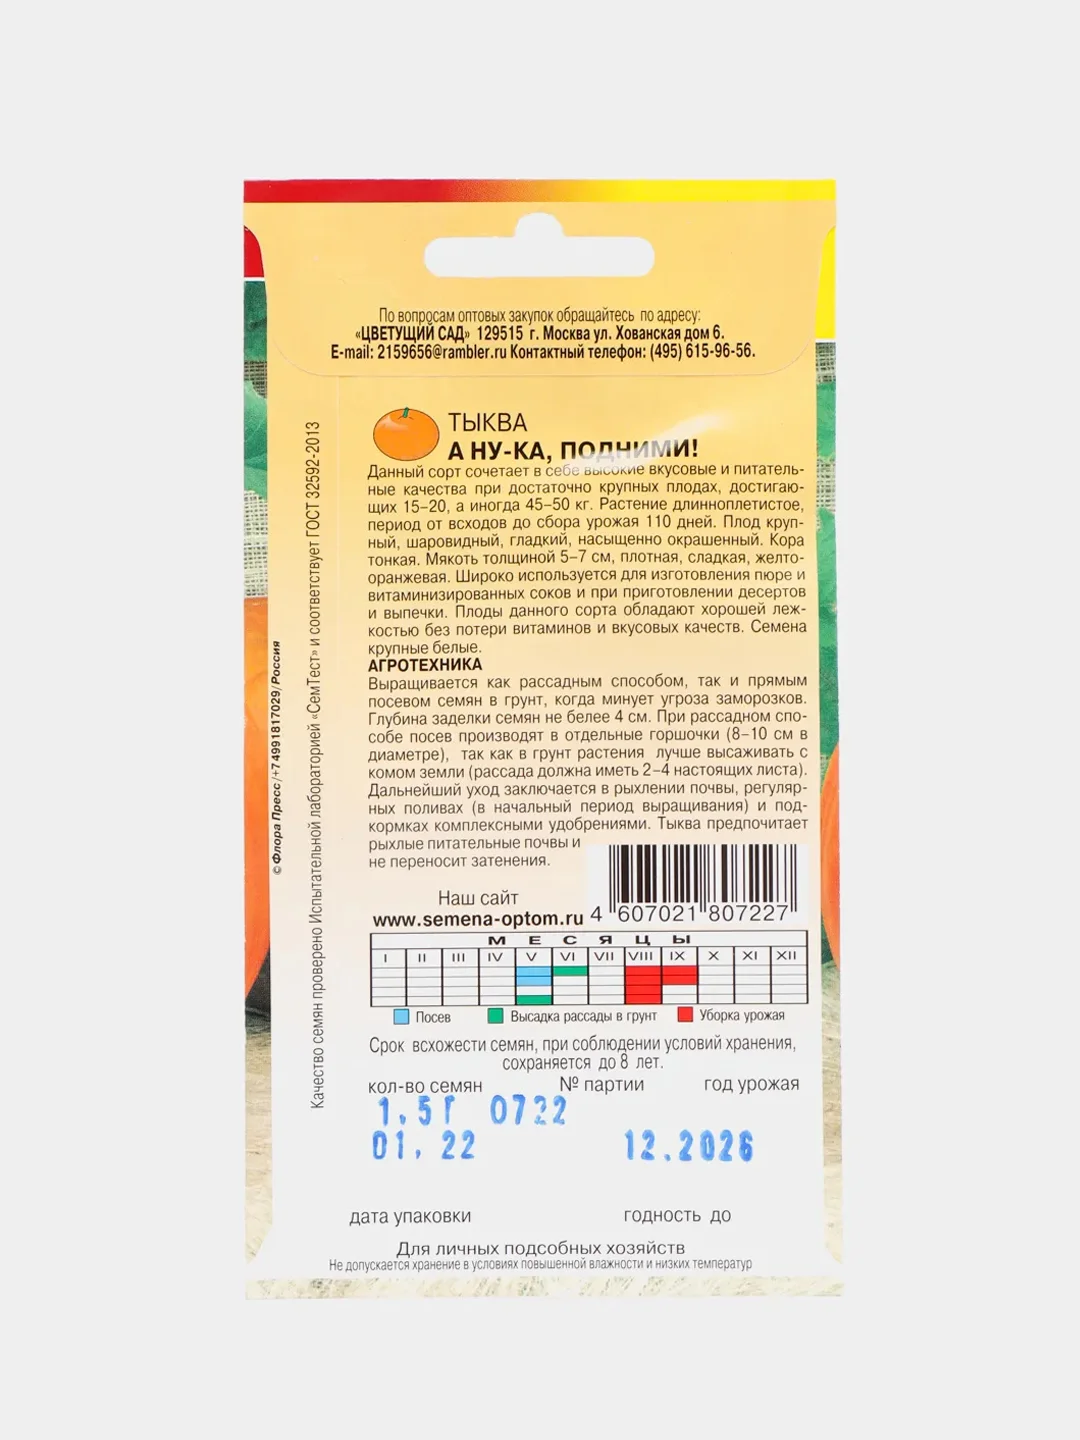 По вопросам оптовых закупок обращайтесь по адресу:
«ЦВЕТУЩИЙ САД» 129515 г. Москва ул. Хованская дом 6.
E-mail: 2159656@rambler.ru Контактный телефон: (495) 615-96-56.
ТЫКВА
А НУ-КА, ПОДНИМИ!
Данный сорт сочетает в себе высокие вкусовые и питатель-
ные качества при достаточно крупных плодах, достигаю-
щих 15–20, а иногда 45–50 кг. Растение длинноплетистое,
период от всходов до сбора урожая 110 дней. Плод круп-
ный, шаровидный, гладкий, насыщенно окрашенный. Кора
тонкая. Мякоть толщиной 5–7 см, плотная, сладкая, желто-
оранжевая. Широко используется для изготовления пюре и
витаминизированных соков и при приготовлении десертов
и выпечки. Плоды данного сорта обладают хорошей леж-
костью без потери витаминов и вкусовых качеств. Семена
крупные белые.
АГРОТЕХНИКА
Выращивается как рассадным способом, так и прямым
посевом семян в грунт, когда минует угроза заморозков.
Глубина заделки семян не более 4 см. При рассадном спо-
собе посев производят в отдельные горшочки (8–10 см в
диаметре), так как в грунт растения лучше высаживать с
комом земли (рассада должна иметь 2–4 настоящих листа).
Дальнейший уход заключается в рыхлении почвы, регуляр-
ных поливах (в начальный период выращивания) и под-
кормках комплексными удобрениями. Тыква предпочитает
рыхлые питательные почвы и
не переносит затенения.
Наш сайт
www.semena-optom.ru
4 607021 807227
МЕСЯЦЫ
I II III IV V VI VII VIII IX X XI XII
Посев Высадка рассады в грунт Уборка урожая
Срок всхожести семян, при соблюдении условий хранения,
сохраняется до 8 лет.
кол-во семян № партии год урожая
1,5Г 0722
01. 22 12.2026
дата упаковки годность до
Для личных подсобных хозяйств
Не допускается хранение в условиях повышенной влажности и низких температур
Качество семян проверено Испытательной лабораторией «СемТест» и соответствует ГОСТ 32592-2013
© Флора Пресс/+74991817029/Россия